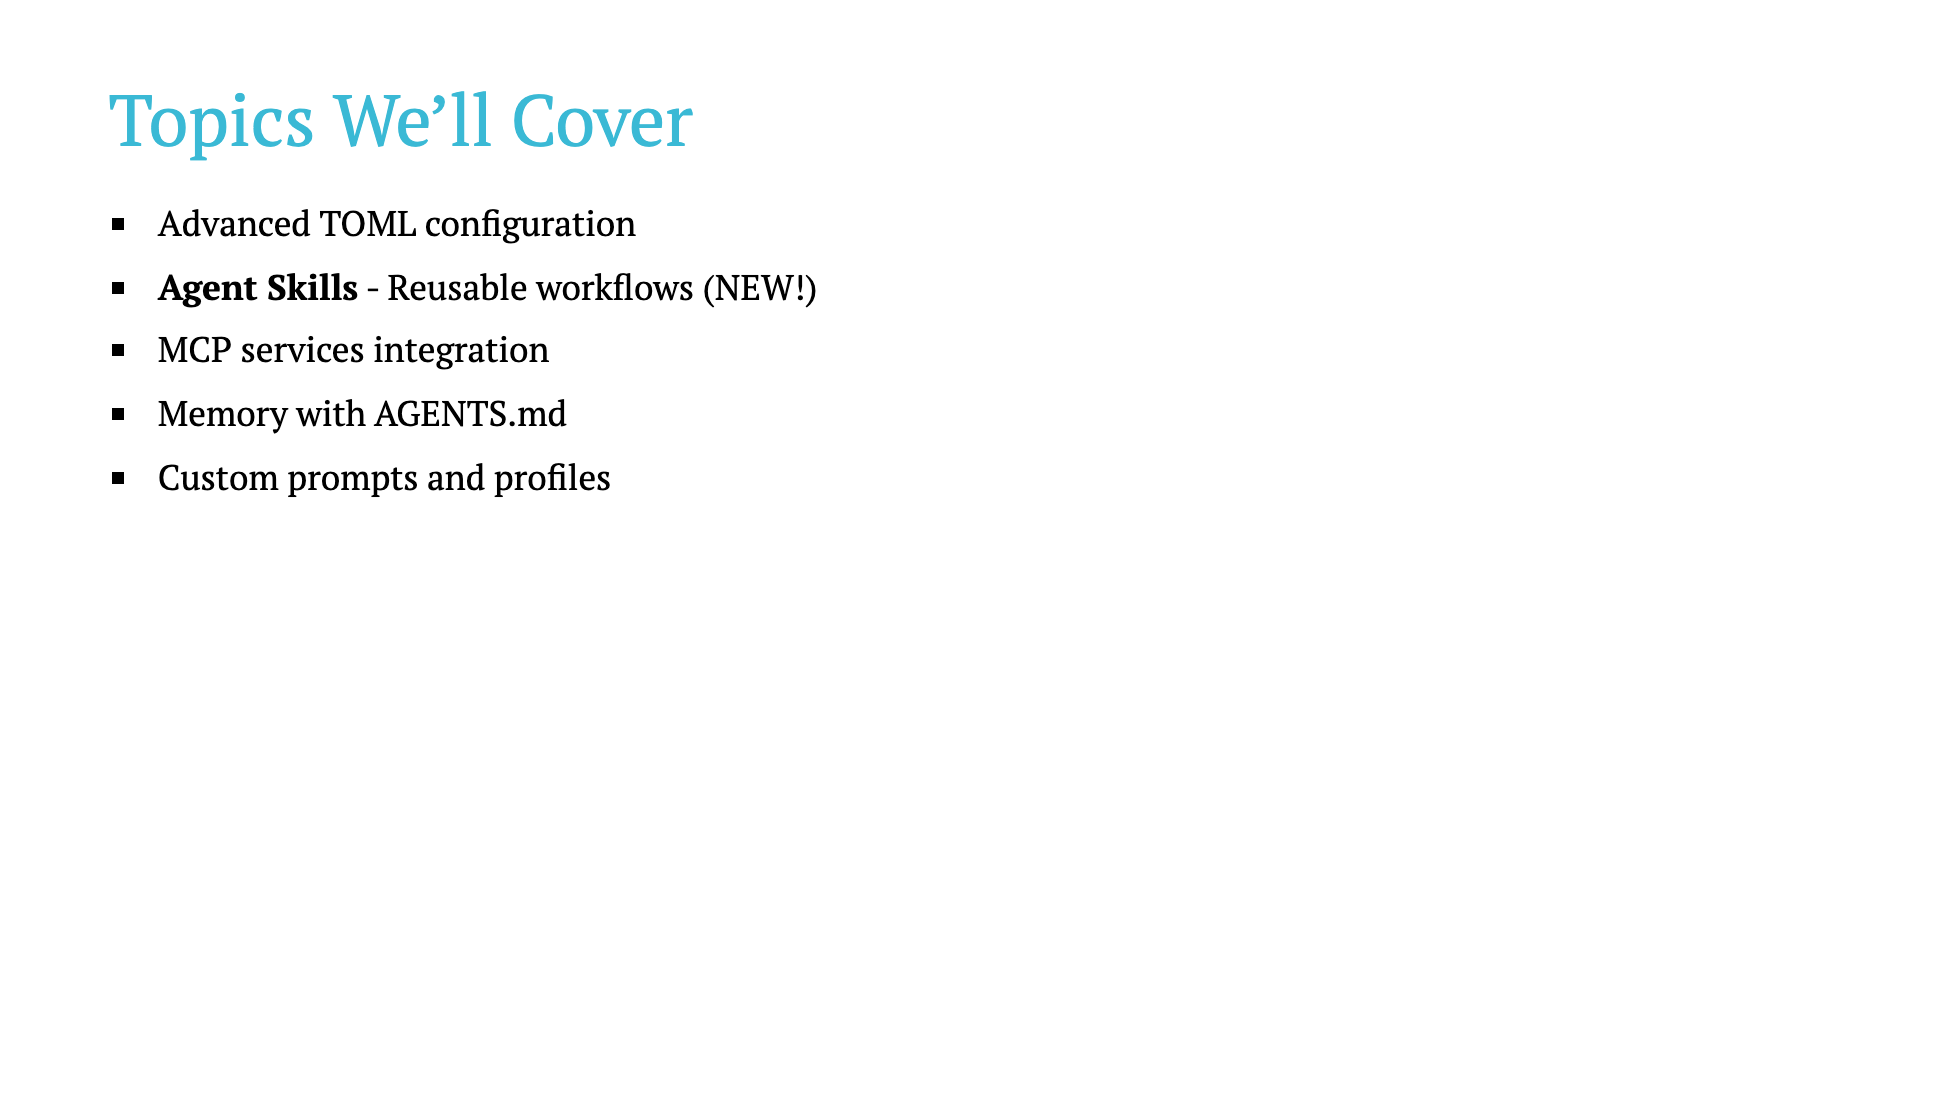 Topics We’ll Cover
▪ Advanced TOML configuration
▪ Agent Skills - Reusable workflows (NEW!)
▪ MCP services integration
▪ Memory with AGENTS.md
▪ Custom prompts and profiles